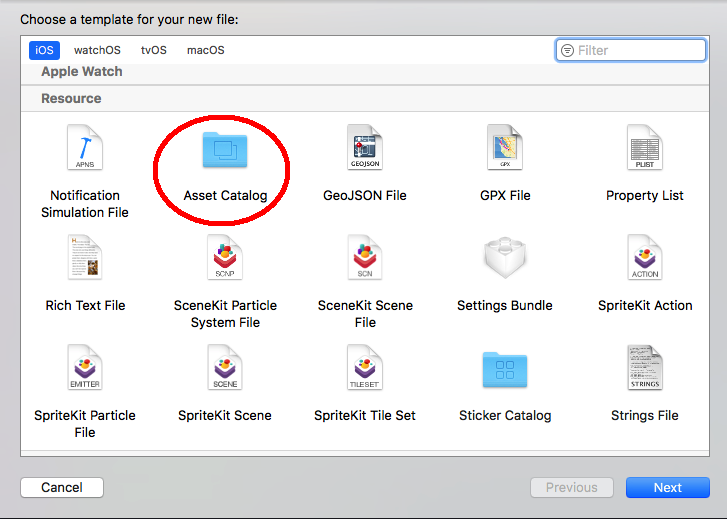 Choose a template for your new file:
iOS watchOS tvOS macOS Filter
Apple Watch
Resource
APNS GEOJSON GPX PLIST
Notification Asset Catalog GeoJSON File GPX File Property List
Simulation File
SCNP SCN ACTION
Rich Text File SceneKit Particle SceneKit Scene Settings Bundle SpriteKit Action
System File File
EMITTER SCENE TILESET STRINGS
SpriteKit Particle SpriteKit Scene SpriteKit Tile Set Sticker Catalog Strings File
File
Cancel Previous Next